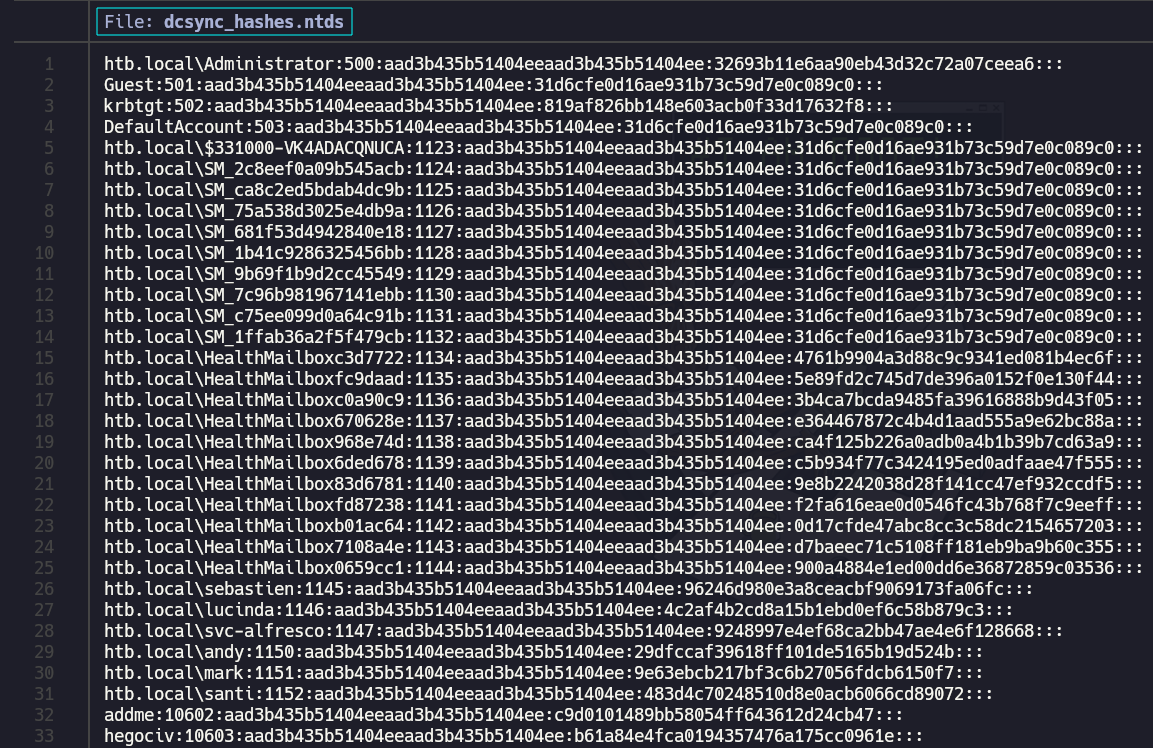 File: dcsync_hashes.ntds
1 htb.local\Administrator:500:aad3b435b51404eeaad3b435b51404ee:32693b11e6aa90eb43d32c72a07ceea6:::
2 Guest:501:aad3b435b51404eeaad3b435b51404ee:31d6cfe0d16ae931b73c59d7e0c089c0:::
3 krbtgt:502:aad3b435b51404eeaad3b435b51404ee:819af826bb148e603acb0f33d17632f8:::
4 DefaultAccount:503:aad3b435b51404eeaad3b435b51404ee:31d6cfe0d16ae931b73c59d7e0c089c0:::
5 htb.local\$331000-VK4ADACQNUCA:1123:aad3b435b51404eeaad3b435b51404ee:31d6cfe0d16ae931b73c59d7e0c089c0:::
6 htb.local\SM_2c8eef0a09b545acb:1124:aad3b435b51404eeaad3b435b51404ee:31d6cfe0d16ae931b73c59d7e0c089c0:::
7 htb.local\SM_ca8c2ed5bdab4dc9b:1125:aad3b435b51404eeaad3b435b51404ee:31d6cfe0d16ae931b73c59d7e0c089c0:::
8 htb.local\SM_75a538d3025e4db9a:1126:aad3b435b51404eeaad3b435b51404ee:31d6cfe0d16ae931b73c59d7e0c089c0:::
9 htb.local\SM_681f53d4942840e18:1127:aad3b435b51404eeaad3b435b51404ee:31d6cfe0d16ae931b73c59d7e0c089c0:::
10 htb.local\SM_1b41c9286325456bb:1128:aad3b435b51404eeaad3b435b51404ee:31d6cfe0d16ae931b73c59d7e0c089c0:::
11 htb.local\SM_9b69f1b9d2cc45549:1129:aad3b435b51404eeaad3b435b51404ee:31d6cfe0d16ae931b73c59d7e0c089c0:::
12 htb.local\SM_7c96b981967141ebb:1130:aad3b435b51404eeaad3b435b51404ee:31d6cfe0d16ae931b73c59d7e0c089c0:::
13 htb.local\SM_c75ee099d0a64c91b:1131:aad3b435b51404eeaad3b435b51404ee:31d6cfe0d16ae931b73c59d7e0c089c0:::
14 htb.local\SM_1ffab36a2f5f479cb:1132:aad3b435b51404eeaad3b435b51404ee:31d6cfe0d16ae931b73c59d7e0c089c0:::
15 htb.local\HealthMailboxc3d7722:1134:aad3b435b51404eeaad3b435b51404ee:4761b9904a3d88c9c9341ed081b4ec6f:::
16 htb.local\HealthMailboxfc9daad:1135:aad3b435b51404eeaad3b435b51404ee:5e89fd2c745d7de396a0152f0e130f44:::
17 htb.local\HealthMailboxc0a90c9:1136:aad3b435b51404eeaad3b435b51404ee:3b4ca7bcda9485fa39616888b9d43f05:::
18 htb.local\HealthMailbox670628e:1137:aad3b435b51404eeaad3b435b51404ee:e364467872c4b4d1aad555a9e62bc88a:::
19 htb.local\HealthMailbox968e74d:1138:aad3b435b51404eeaad3b435b51404ee:ca4f125b226a0adb0a4b1b39b7cd63a9:::
20 htb.local\HealthMailbox6ded678:1139:aad3b435b51404eeaad3b435b51404ee:c5b934f77c3424195ed0adfaae47f555:::
21 htb.local\HealthMailbox83d6781:1140:aad3b435b51404eeaad3b435b51404ee:9e8b2242038d28f141cc47ef932ccdf5:::
22 htb.local\HealthMailboxfd87238:1141:aad3b435b51404eeaad3b435b51404ee:f2fa616eae0d0546fc43b768f7c9eeff:::
23 htb.local\HealthMailboxb01ac64:1142:aad3b435b51404eeaad3b435b51404ee:0d17cfde47abc8cc3c58dc2154657203:::
24 htb.local\HealthMailbox7108a4e:1143:aad3b435b51404eeaad3b435b51404ee:d7baeec71c5108ff181eb9ba9b60c355:::
25 htb.local\HealthMailbox0659cc1:1144:aad3b435b51404eeaad3b435b51404ee:900a4884e1ed00dd6e36872859c03536:::
26 htb.local\sebastien:1145:aad3b435b51404eeaad3b435b51404ee:96246d980e3a8ceacbf9069173fa06fc:::
27 htb.local\lucinda:1146:aad3b435b51404eeaad3b435b51404ee:4c2af4b2cd8a15b1ebd0ef6c58b879c3:::
28 htb.local\svc-alfresco:1147:aad3b435b51404eeaad3b435b51404ee:9248997e4ef68ca2bb47ae4e6f128668:::
29 htb.local\andy:1150:aad3b435b51404eeaad3b435b51404ee:29dfccaf39618ff101de5165b19d524b:::
30 htb.local\mark:1151:aad3b435b51404eeaad3b435b51404ee:9e63ebcb217bf3c6b27056fdcb6150f7:::
31 htb.local\santi:1152:aad3b435b51404eeaad3b435b51404ee:483d4c70248510d8e0acb6066cd89072:::
32 addme:10602:aad3b435b51404eeaad3b435b51404ee:c9d0101489bb58054ff643612d24cb47:::
33 hegociv:10603:aad3b435b51404eeaad3b435b51404ee:b61a84e4fca0194357476a175cc0961e:::